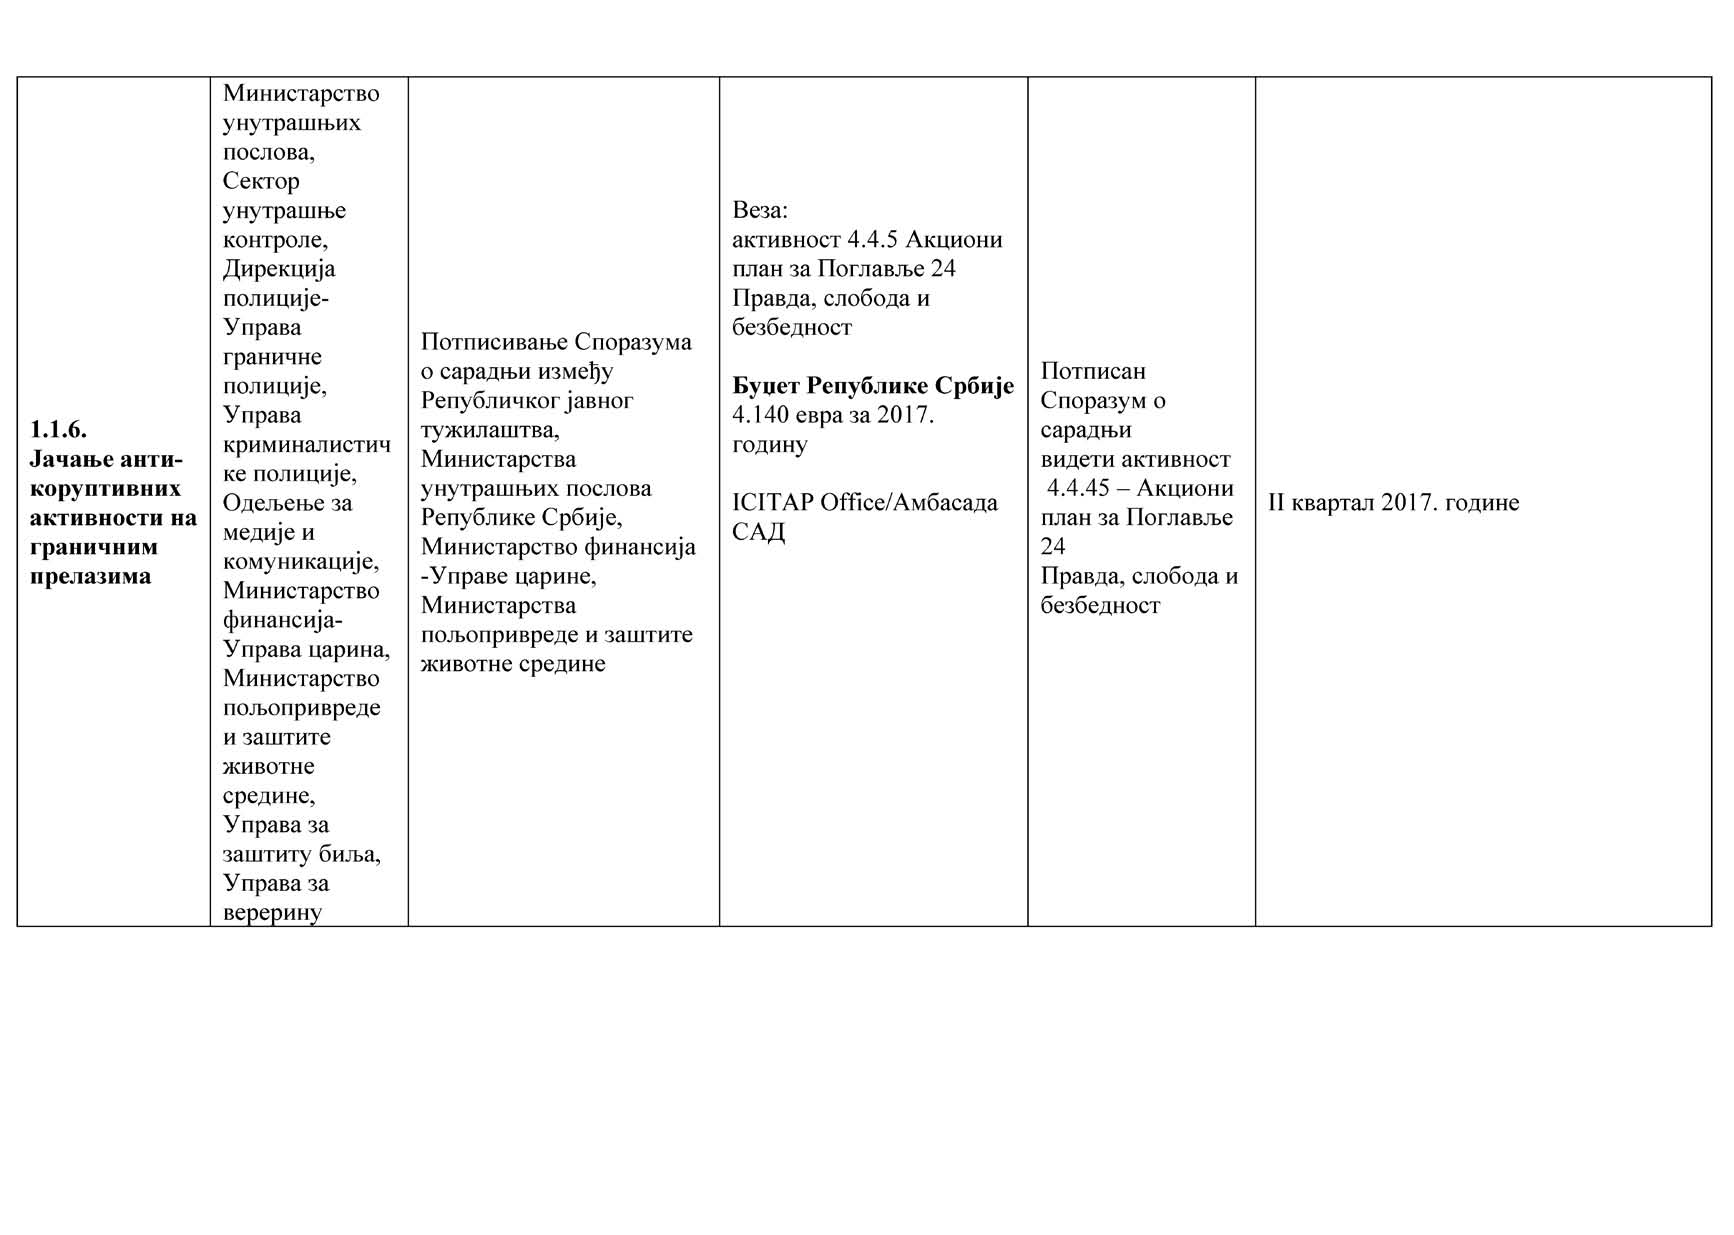 1.1.6.
Јачање анти-
коруптивних
активности на
граничним
прелазима
Министарство
унутрашњих
послова,
Сектор
унутрашње
контроле,
Дирекција
полиције-
Управа
граничне
полиције,
Управа
криминалистич
ке полиције,
Одељење за
медије и
комуникације,
Министарство
финансија-
Управа царина,
Министарство
пољопривреде
и заштите
животне
средине,
Управа за
заштиту биља,
Управа за
верерину
Потписивање Споразума
о сарадњи између
Републичког јавног
тужилаштва,
Министарства
унутрашњих послова
Републике Србије,
Министарство финансија
-Управе царине,
Министарства
пољопривреде и заштите
животне средине
Веза:
активност 4.4.5 Акциони
план за Поглавље 24
Правда, слобода и
безбедност
Буџет Републике Србије
4.140 евра за 2017.
годину
ICITAP Office/Амбасада
САД
Потписан
Споразум о
сарадњи
видети активност
4.4.45 – Акциони
план за Поглавље
24
Правда, слобода и
безбедност
II квартал 2017. године